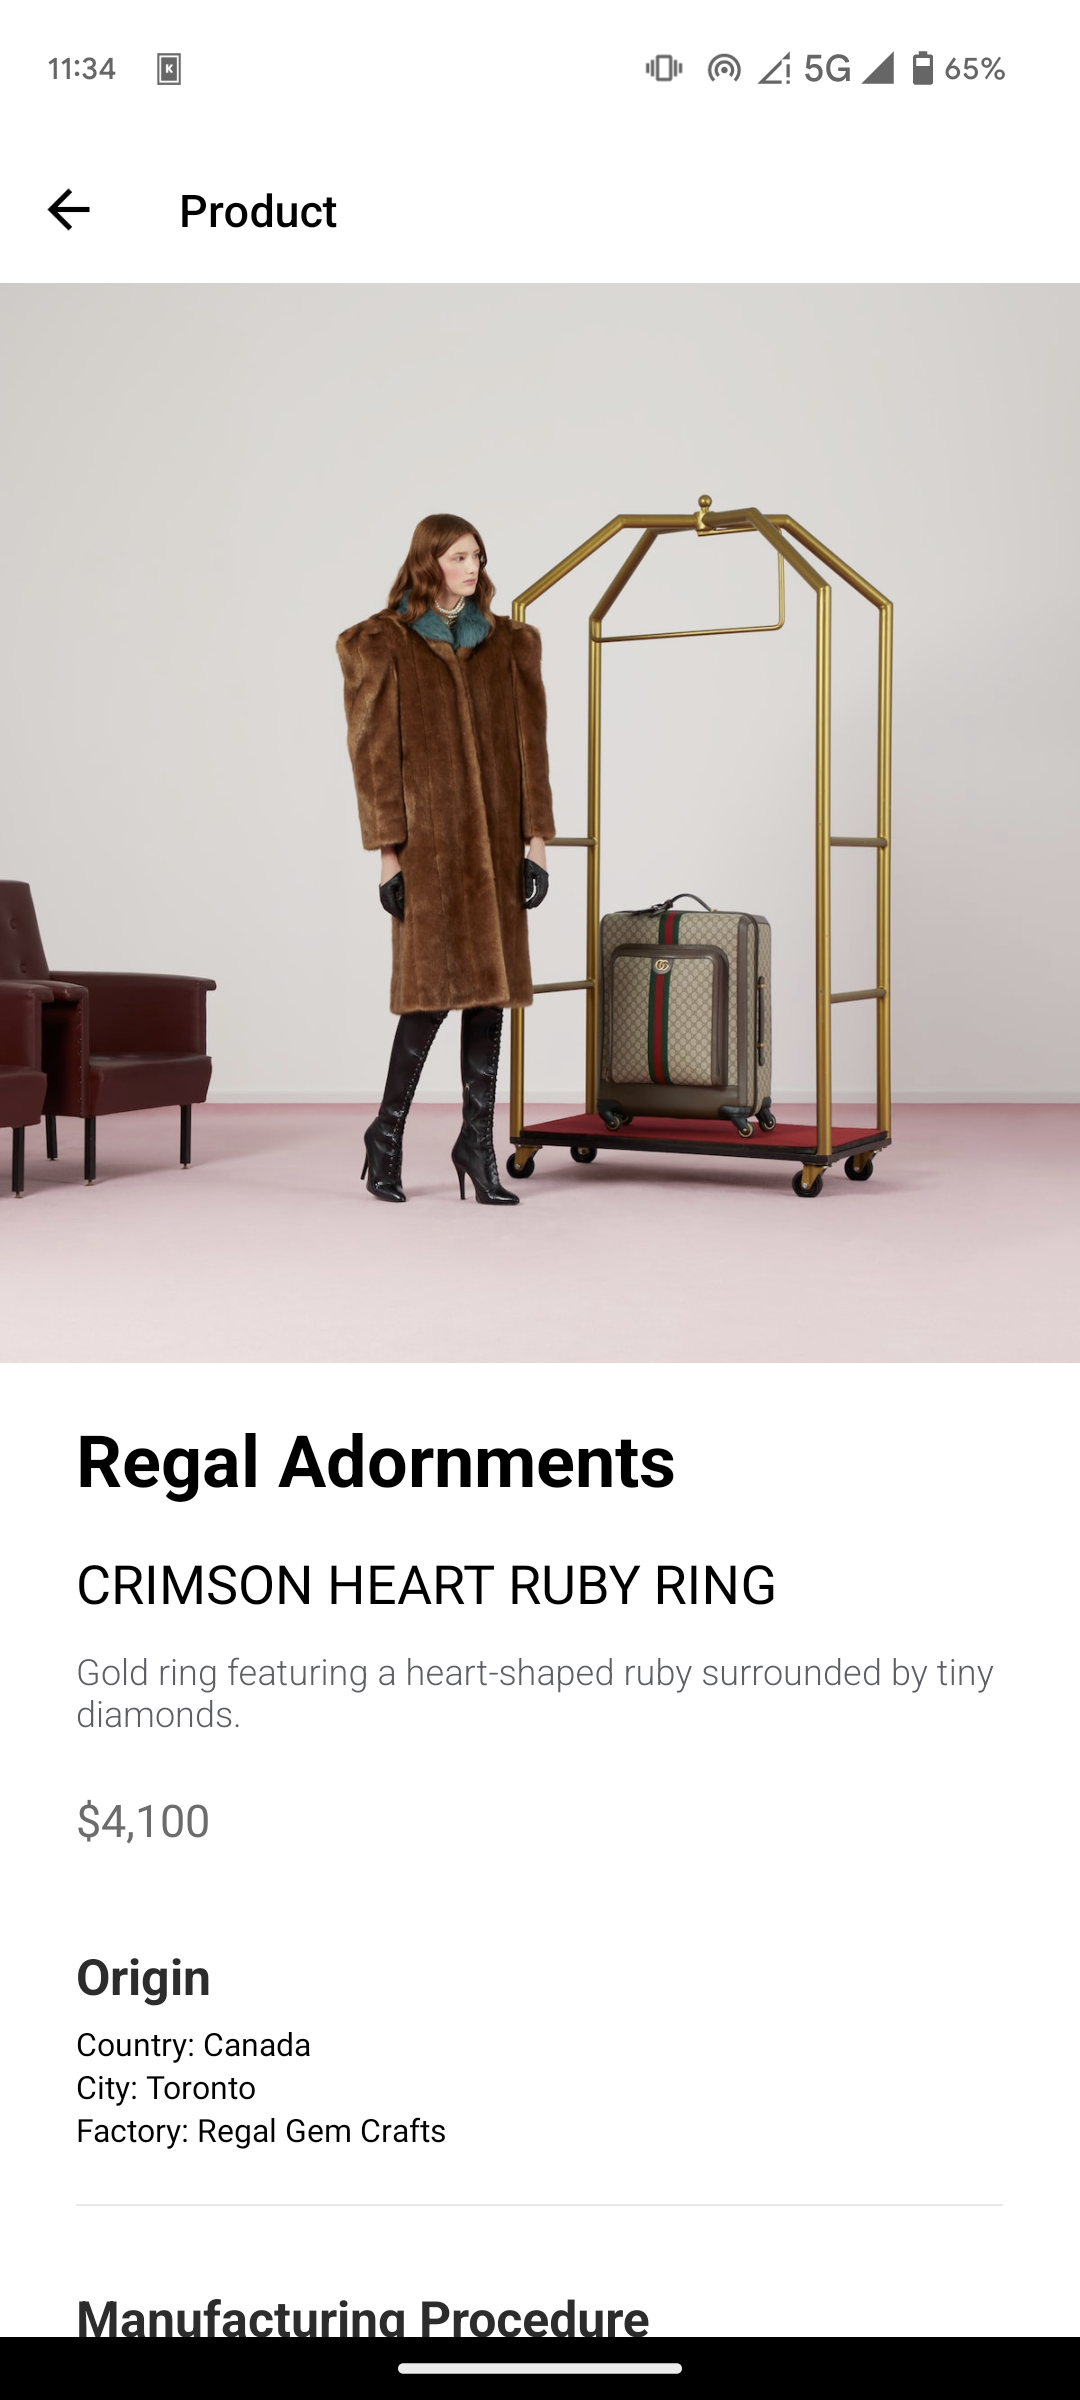 11:34
5G
65%
Product
Regal Adornments
CRIMSON HEART RUBY RING
Gold ring featuring a heart-shaped ruby surrounded by tiny
diamonds.
$4,100
Origin
Country: Canada
City: Toronto
Factory: Regal Gem Crafts
Manufacturing Procedure